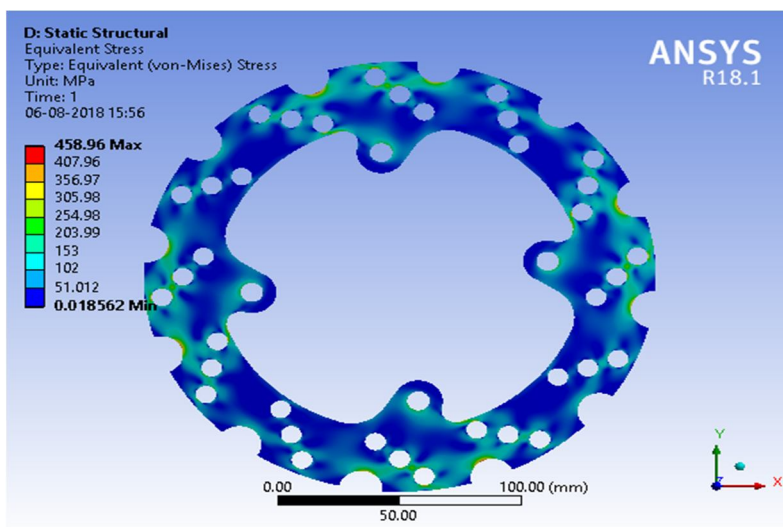 D: Static Structural
Equivalent Stress
Type: Equivalent (von-Mises) Stress
Unit: MPa
Time: 1
06-08-2018 15:56
ANSYS
R18.1
458.96 Max
407.96
356.97
305.98
254.98
203.99
153
102
51.012
0.018562 Min
0.00
100.00 (mm)
50.00
Y
Z
X